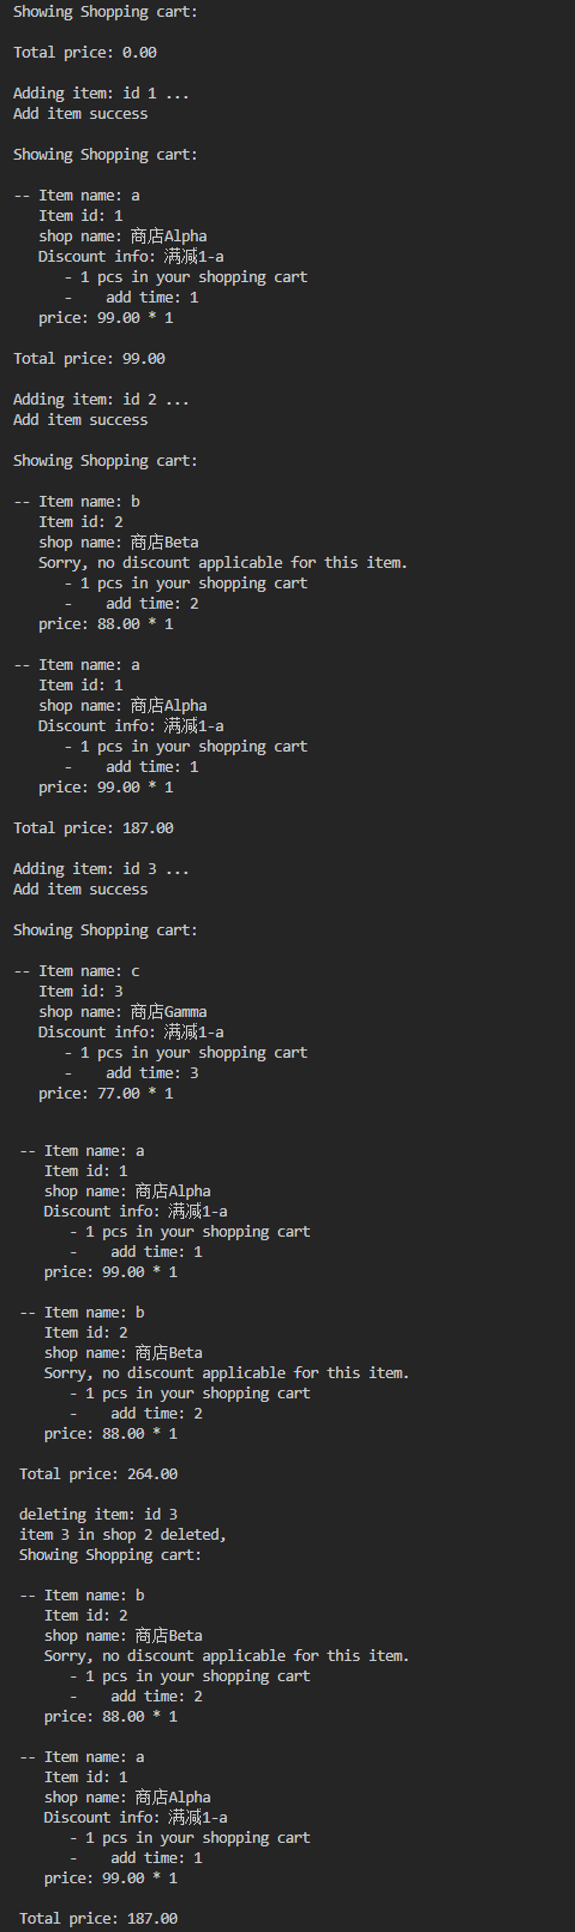 Showing Shopping cart:
Total price: 0.00
Adding item: id 1 ...
Add item success
Showing Shopping cart:
-- Item name: a
Item id: 1
shop name: 商店Alpha
Discount info: 满减1-a
- 1 pcs in your shopping cart
-    add time: 1
price: 99.00 * 1
Total price: 99.00
Adding item: id 2 ...
Add item success
Showing Shopping cart:
-- Item name: b
Item id: 2
shop name: 商店Beta
Sorry, no discount applicable for this item.
- 1 pcs in your shopping cart
-    add time: 2
price: 88.00 * 1
-- Item name: a
Item id: 1
shop name: 商店Alpha
Discount info: 满减1-a
- 1 pcs in your shopping cart
-    add time: 1
price: 99.00 * 1
Total price: 187.00
Adding item: id 3 ...
Add item success
Showing Shopping cart:
-- Item name: c
Item id: 3
shop name: 商店Gamma
Discount info: 满减1-a
- 1 pcs in your shopping cart
-    add time: 3
price: 77.00 * 1
-- Item name: a
Item id: 1
shop name: 商店Alpha
Discount info: 满减1-a
- 1 pcs in your shopping cart
-    add time: 1
price: 99.00 * 1
-- Item name: b
Item id: 2
shop name: 商店Beta
Sorry, no discount applicable for this item.
- 1 pcs in your shopping cart
-    add time: 2
price: 88.00 * 1
Total price: 264.00
deleting item: id 3
item 3 in shop 2 deleted,
Showing Shopping cart:
-- Item name: b
Item id: 2
shop name: 商店Beta
Sorry, no discount applicable for this item.
- 1 pcs in your shopping cart
-    add time: 2
price: 88.00 * 1
-- Item name: a
Item id: 1
shop name: 商店Alpha
Discount info: 满减1-a
- 1 pcs in your shopping cart
-    add time: 1
price: 99.00 * 1
Total price: 187.00